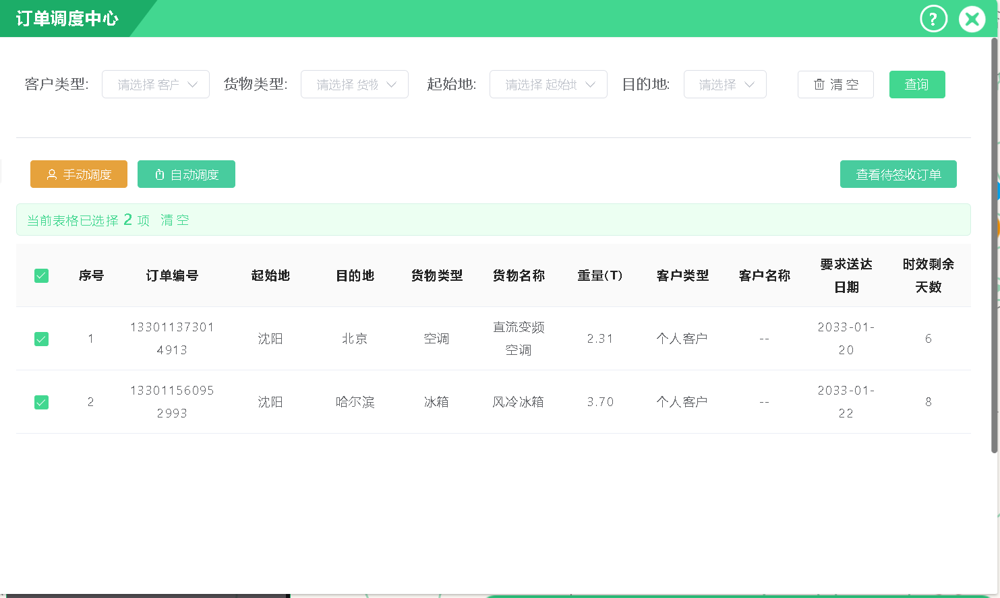 订单调度中心 ?
客户类型: 请选择 客户 货物类型: 请选择 货物 起始地: 请选择 起始地 目的地: 请选择 清 空 查询
手动调度 自动调度 查看待签收订单
当前表格已选择 2 项 清 空
序号 订单编号 起始地 目的地 货物类型 货物名称 重量(T) 客户类型 客户名称 要求送达 时效剩余
日期 天数
1 13301137301 沈阳 北京 空调 直流变频 2.31 个人客户 -- 2033-01- 6
4913 空调 20
2 13301156095 沈阳 哈尔滨 冰箱 风冷冰箱 3.70 个人客户 -- 2033-01- 8
2993 22